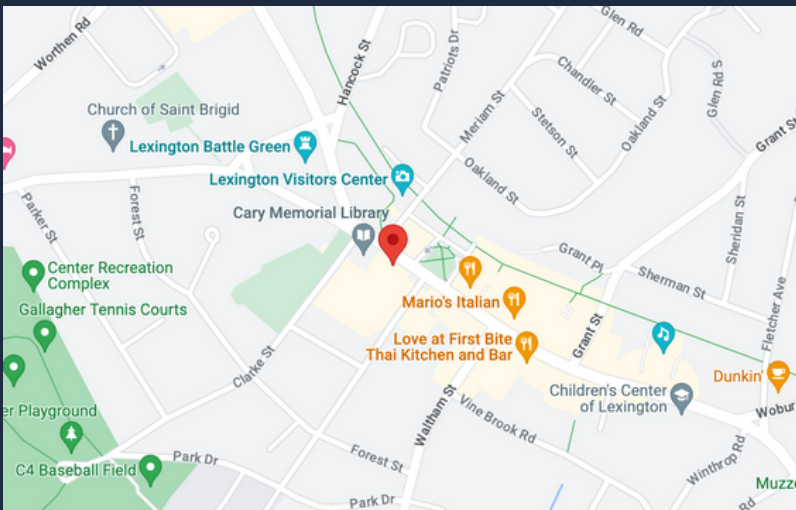 Worthen Rd
Hancock St
Patriots Dr
Glen Rd
Chandler St
Glen Rd S
Meriam St
Stetson St
Oakland St
Grant St
Church of Saint Brigid
Lexington Battle Green
Lexington Visitors Center
Oakland St
Cary Memorial Library
Parker St
Forest St
Sheridan St
Grant Pl
Sherman St
Center Recreation
Complex
Gallagher Tennis Courts
Mario's Italian
Love at First Bite
Thai Kitchen and Bar
Grant St
Fletcher Ave
Clarke St
Dunkin'
Children's Center
of Lexington
Waltham St
Vine Brook Rd
Wobur
er Playground
C4 Baseball Field
Park Dr
Forest St
Park Dr
Winthrop Rd
Muzze
Rd